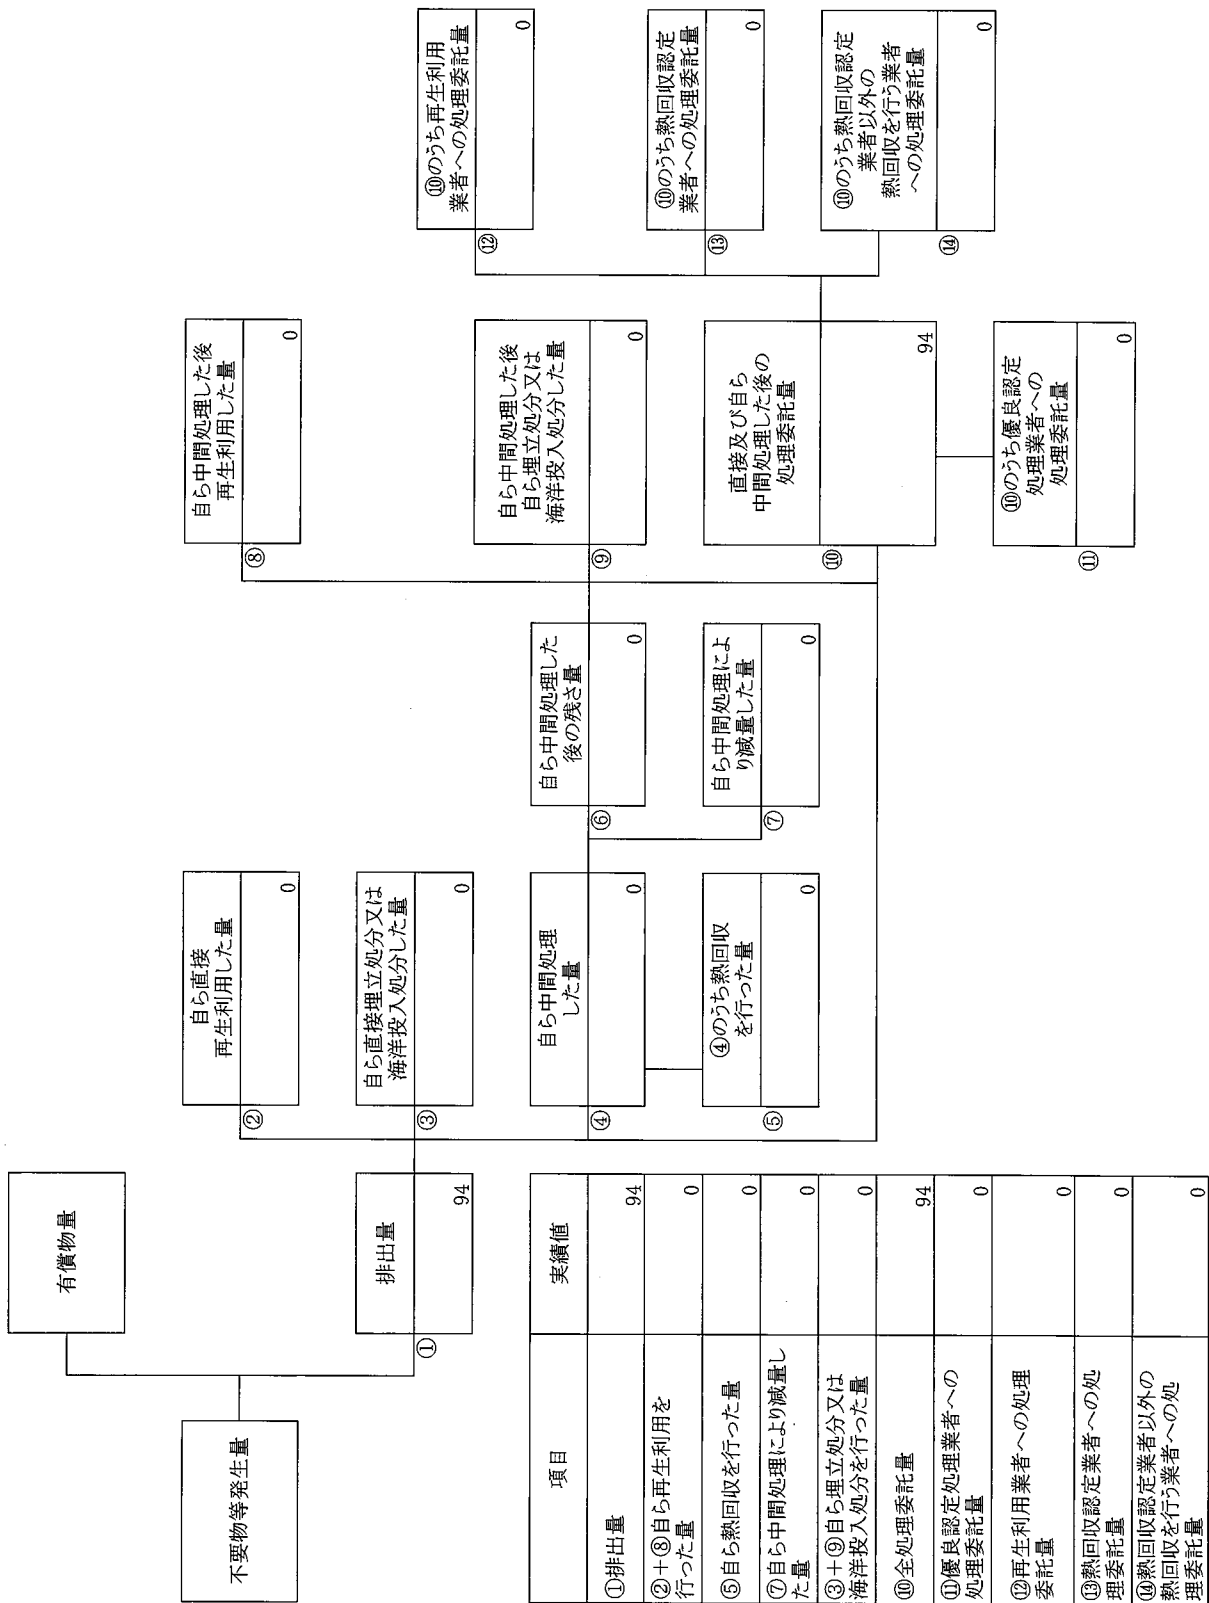 不要物等発生量
有償物量
①
排出量
94
②
自ら直接
再生利用した量
0
③
自ら直接埋立処分又は
海洋投入処分した量
0
④
自ら中間処理
した量
0
⑤
④のうち熱回収
を行った量
0
⑥
自ら中間処理した
後の残さ量
0
⑦
自ら中間処理によ
り減量した量
0
⑧
自ら中間処理した後
再生利用した量
0
⑨
自ら中間処理した後
自ら埋立処分又は
海洋投入処分した量
0
⑩
直接及び自ら
中間処理した後の
処理委託量
94
⑪
⑩のうち優良認定
処理業者への
処理委託量
0
⑫
⑩のうち再生利用
業者への処理委託量
0
⑬
⑩のうち熱回収認定
業者への処理委託量
0
⑭
⑩のうち熱回収認定
業者以外の
熱回収を行う業者
への処理委託量
0
項目 実績値
①排出量 94
②+⑧自ら再生利用を
行った量 0
⑤自ら熱回収を行った量 0
⑦自ら中間処理により減量し
た量 0
③+⑨自ら埋立処分又は
海洋投入処分を行った量 0
⑩全処理委託量 94
⑪優良認定処理業者への
処理委託量 0
⑫再生利用業者への処理
委託量 0
⑬熱回収認定業者への処
理委託量 0
⑭熱回収認定業者以外の
熱回収を行う業者への処
理委託量 0